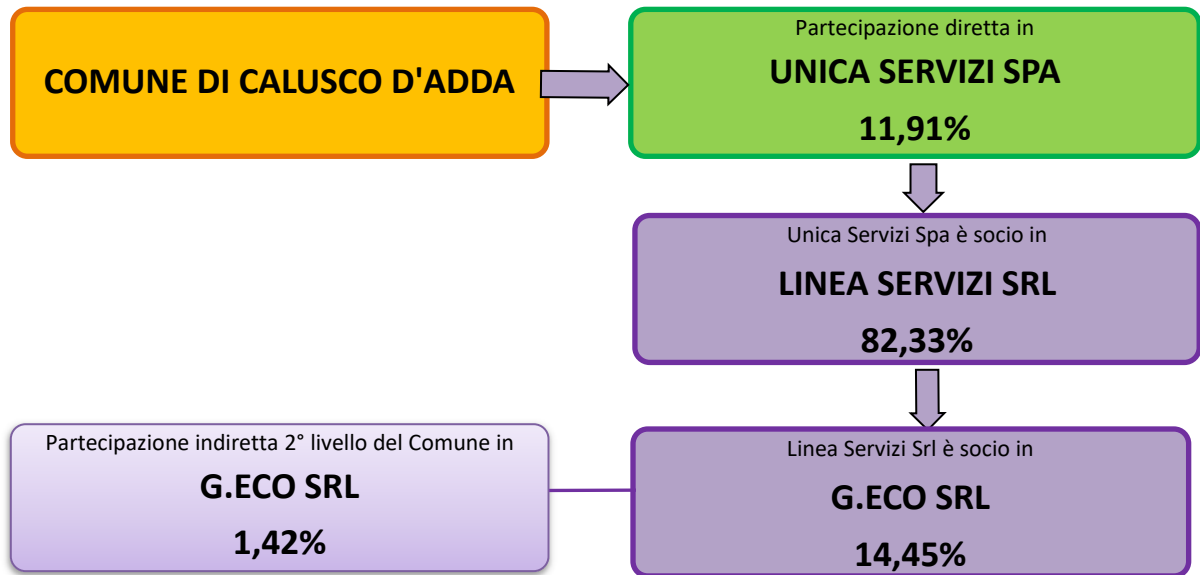 COMUNE DI CALUSCO D'ADDA
Partecipazione diretta in
UNICA SERVIZI SPA
11,91%
Unica Servizi Spa è socio in
LINEA SERVIZI SRL
82,33%
Partecipazione indiretta 2° livello del Comune in
G.ECO SRL
1,42%
Linea Servizi Srl è socio in
G.ECO SRL
14,45%